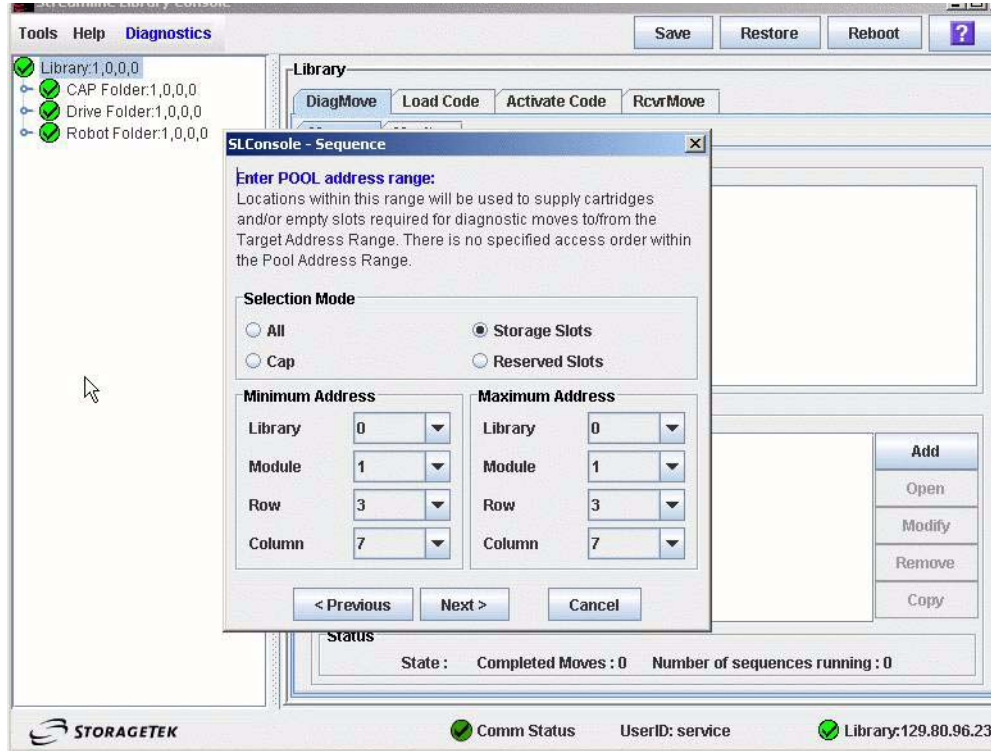 Streamline Library Console
Tools Help Diagnostics
Save Restore Reboot ?
Library:1,0,0,0
CAP Folder:1,0,0,0
Drive Folder:1,0,0,0
Robot Folder:1,0,0,0
Library
DiagMove Load Code Activate Code RcvrMove
SLConsole - Sequence
Enter POOL address range:
Locations within this range will be used to supply cartridges
and/or empty slots required for diagnostic moves to/from the
Target Address Range. There is no specified access order within
the Pool Address Range.
Selection Mode
All Storage Slots
Cap Reserved Slots
Minimum Address Maximum Address
Library 0 Library 0
Module 1 Module 1
Row 3 Row 3
Column 7 Column 7
< Previous Next > Cancel
Add
Open
Modify
Remove
Copy
Status
State : Completed Moves : 0 Number of sequences running : 0
STORAGETEK Comm Status UserID: service Library:129.80.96.23